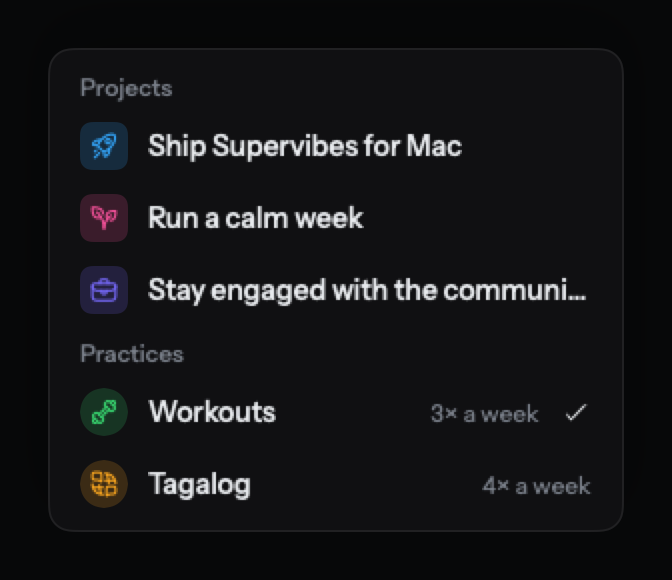 Projects
Ship Supervibes for Mac
Run a calm week
Stay engaged with the communi...
Practices
Workouts 3× a week
Tagalog 4× a week